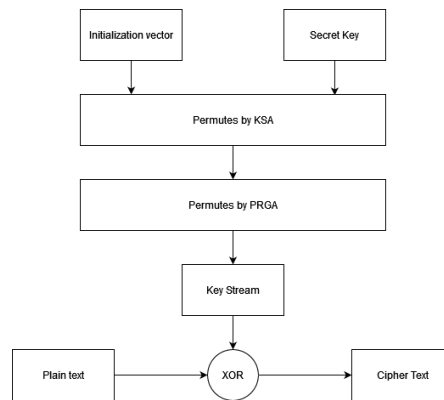 Initialization vector
Secret Key
Permutes by KSA
Permutes by PRGA
Key Stream
Plain text
XOR
Cipher Text